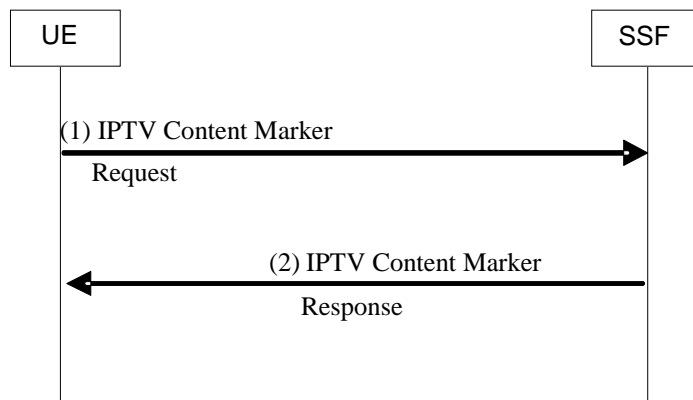 UE
SSF
(1) IPTV Content Marker
Request
(2) IPTV Content Marker
Response